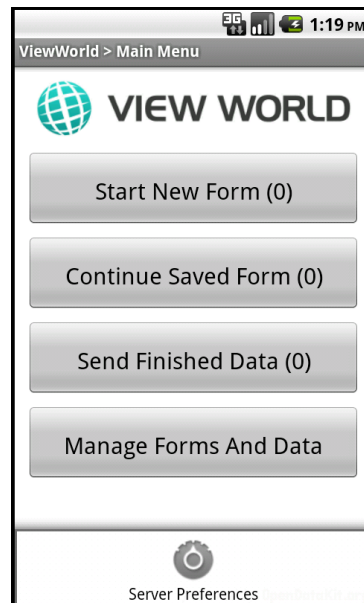 3G 1:19 PM
ViewWorld > Main Menu
VIEW WORLD
Start New Form (0)
Continue Saved Form (0)
Send Finished Data (0)
Manage Forms And Data
Server Preferences